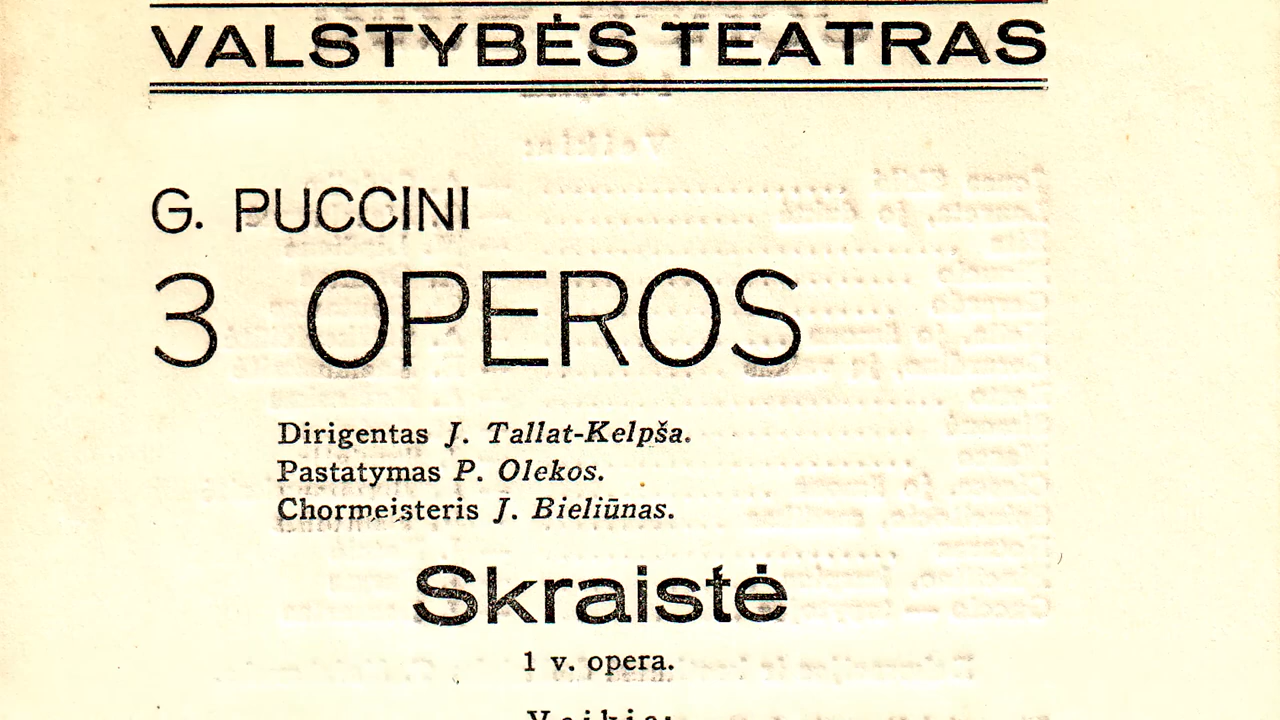 VALSTYBĖS TEATRAS
G. PUCCINI
3 OPEROS
Dirigentas J. Tallat-Kelpša.
Pastatymas P. Olekos.
Chormeisteris J. Bieliūnas.
Skraistė
1 v. opera.